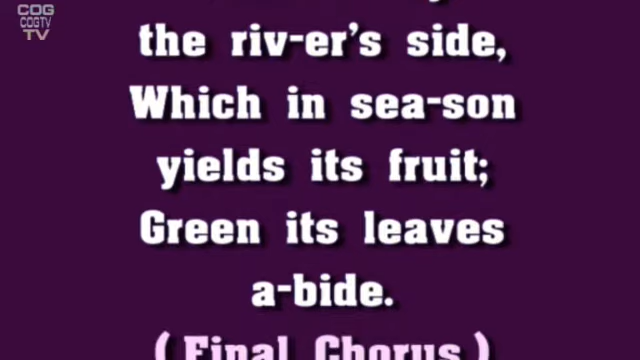 COG
COGTV
TV
the riv-er's side,
Which in sea-son
yields its fruit;
Green its leaves
a-bide.
(Final Chorus)